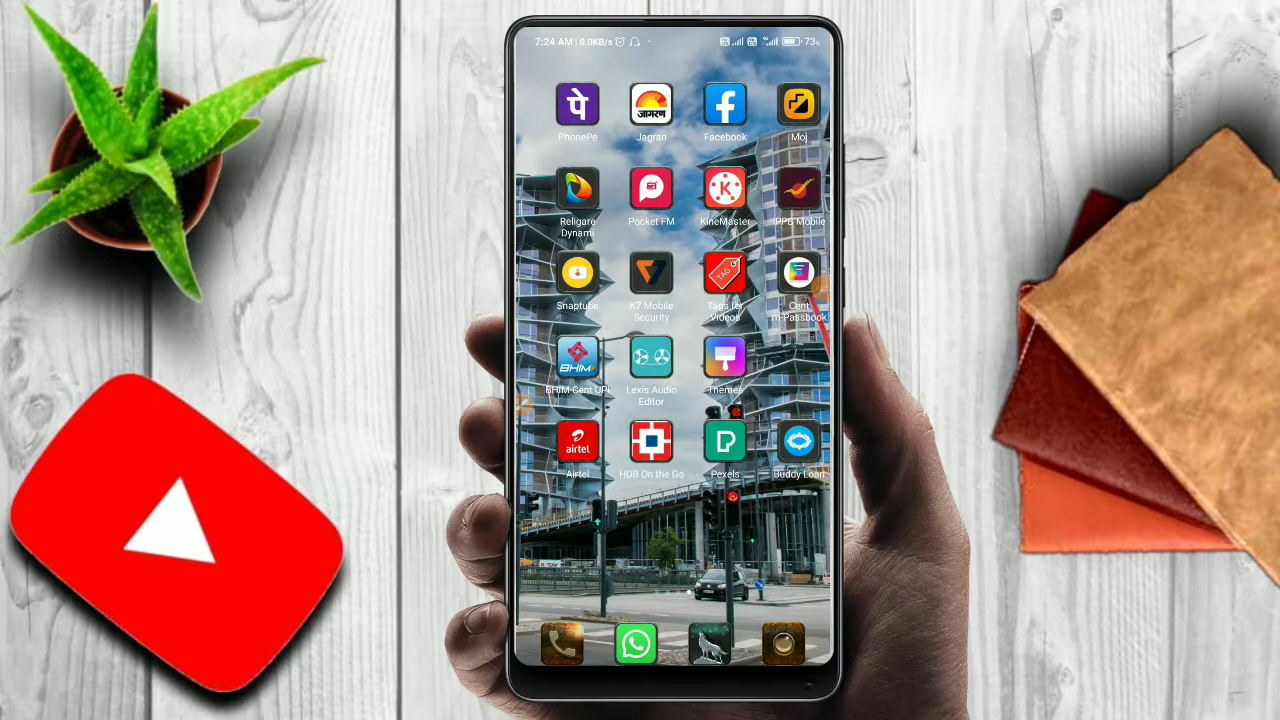 7:24 AM | 0.0KB/s
73%
पे
जागरण
PhonePe
Jagran
Facebook
Moj
K
Religare
Dynami
Pocket FM
KineMaster
IPPB Mobile
TAG
Snaptube
K7 Mobile
Security
Tags for
Videos
Cent
m-Passbook
BHIM
BHIM Cent UPI
Lexis Audio
Editor
Themes
airtel
P
Airtel
HDB On the Go
Pexels
Buddy Loan